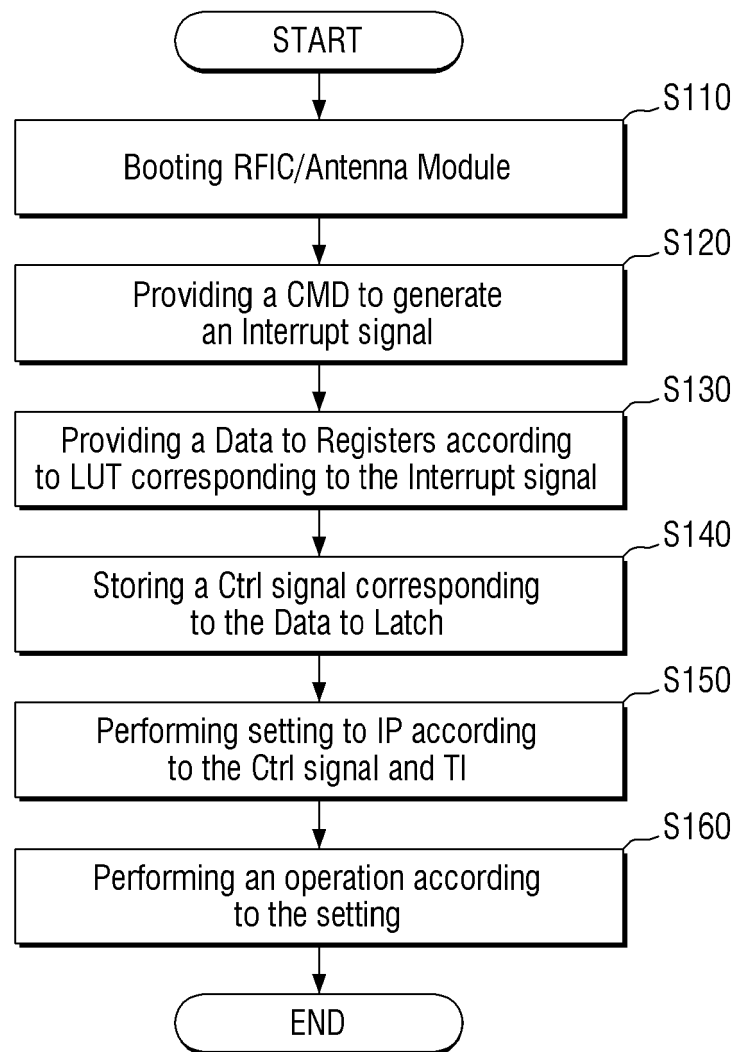 START
S110
Booting RFIC/Antenna Module
S120
Providing a CMD to generate
an Interrupt signal
S130
Providing a Data to Registers according
to LUT corresponding to the Interrupt signal
S140
Storing a Ctrl signal corresponding
to the Data to Latch
S150
Performing setting to IP according
to the Ctrl signal and TI
S160
Performing an operation according
to the setting
END